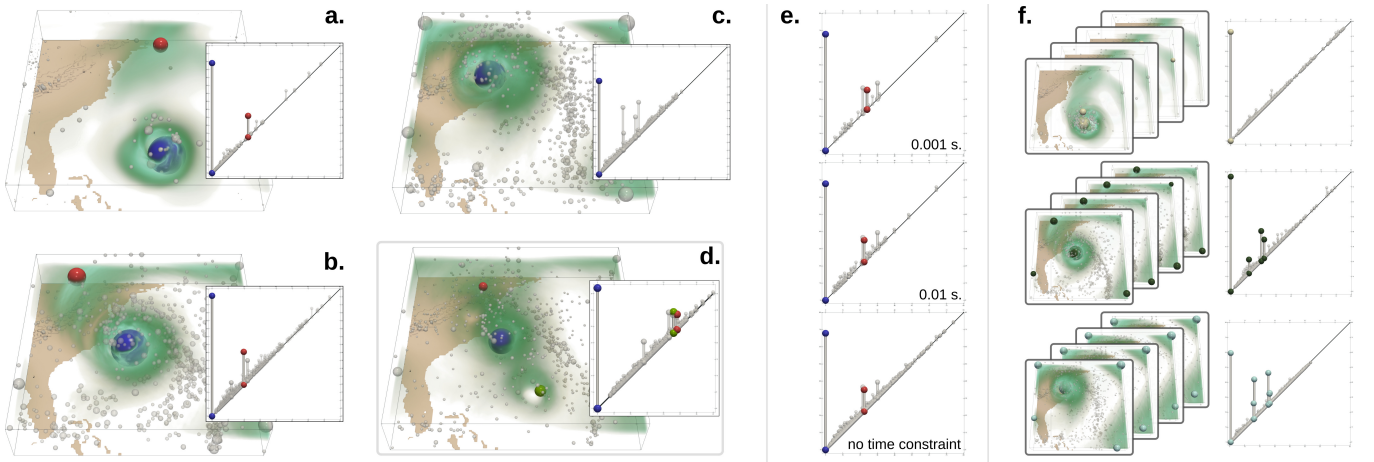 a.
c.
e.
f.
0.001 s.
b.
d.
0.01 s.
no time constraint